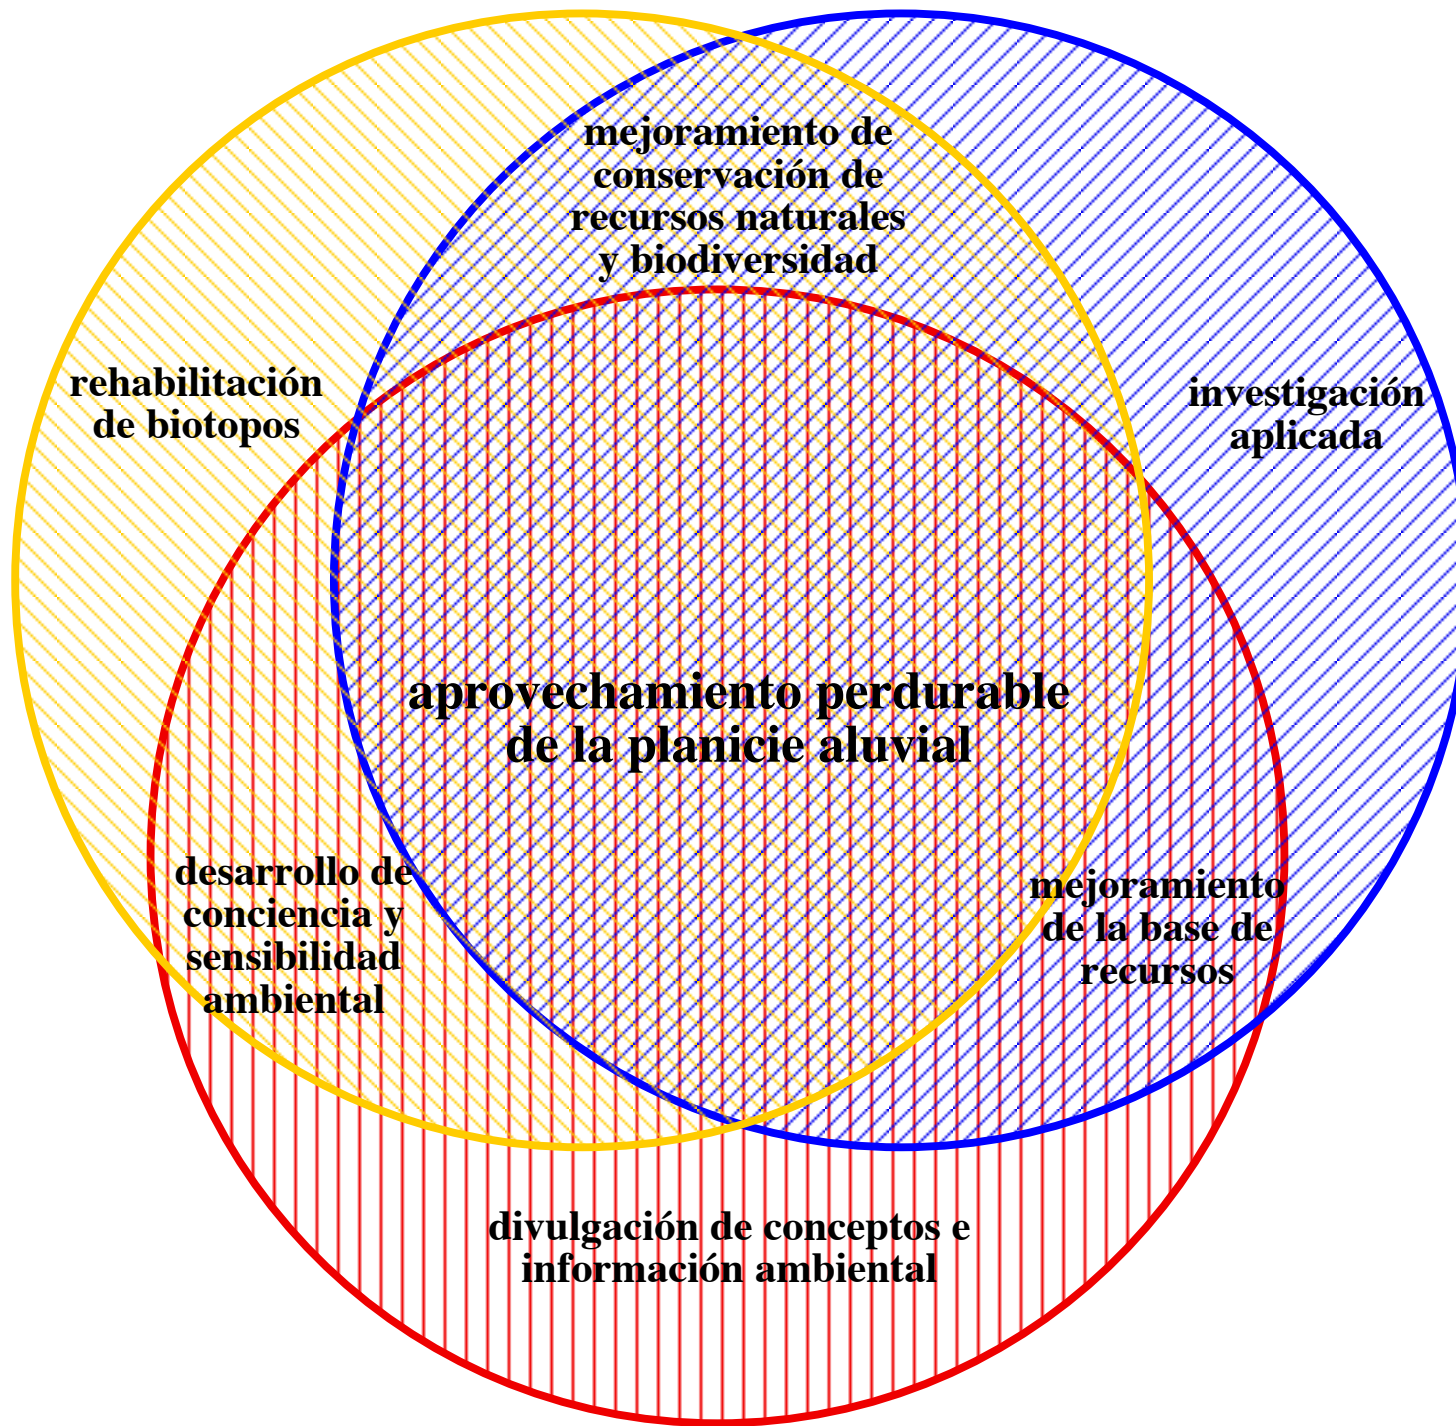 mejoramiento de
conservación de
recursos naturales
y biodiversidad
rehabilitación
de biotopos
investigación
aplicada
aprovechamiento perdurable
de la planicie aluvial
desarrollo de
conciencia y
sensibilidad
ambiental
mejoramiento
de la base de
recursos
divulgación de conceptos e
información ambiental